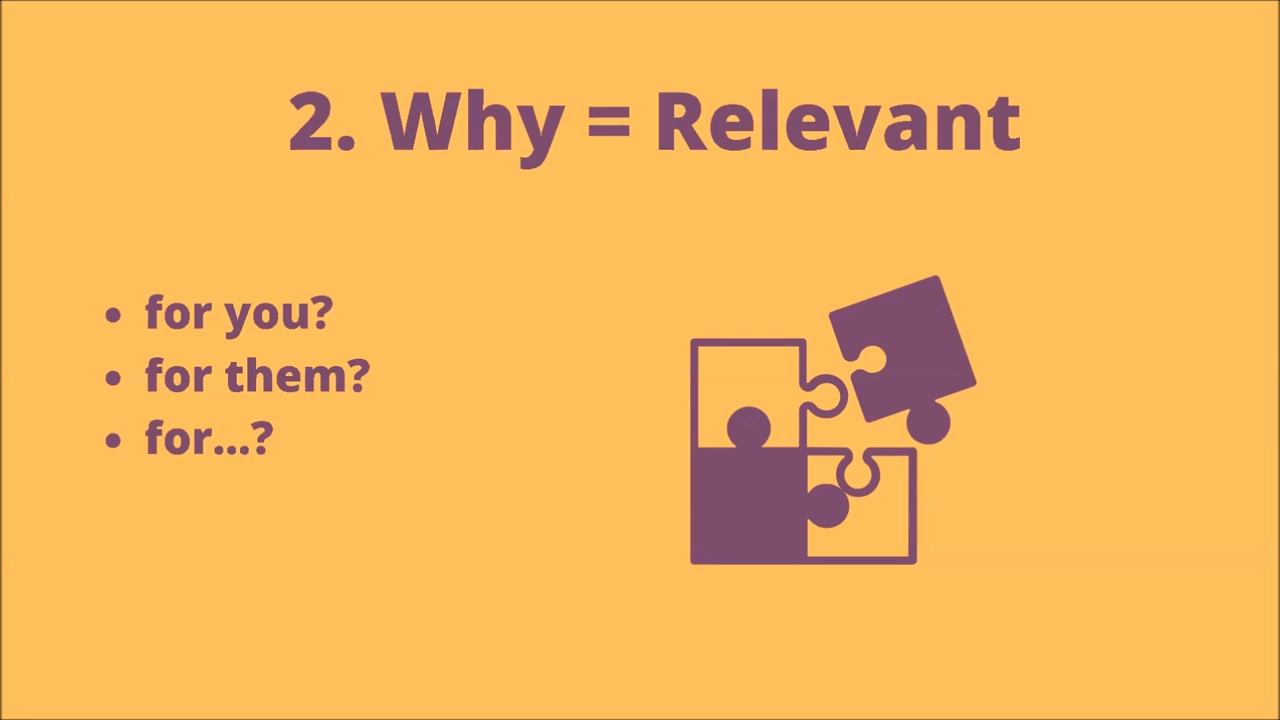 2. Why = Relevant
• for you?
• for them?
• for...?